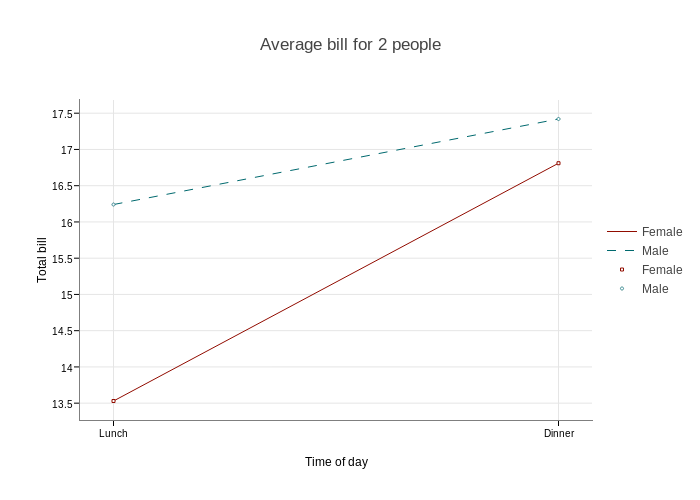 Average bill for 2 people
17.5
17
16.5
16
15.5
15
14.5
14
13.5
Total bill
Lunch
Dinner
Time of day
Female
Male
Female
Male